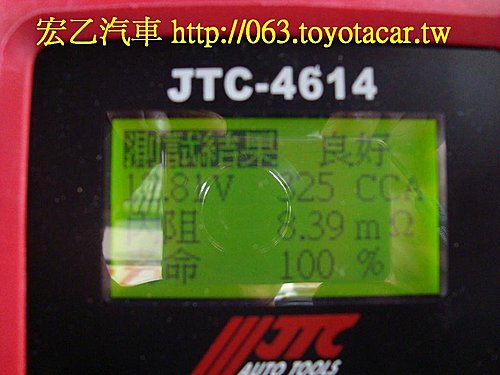 宏乙汽車 http://063.toyotacar.tw
JTC-4614
測試結果 良好
325 CCA
內阻 8.39 mΩ
命 100 %
JTC
AUTO TOOLS